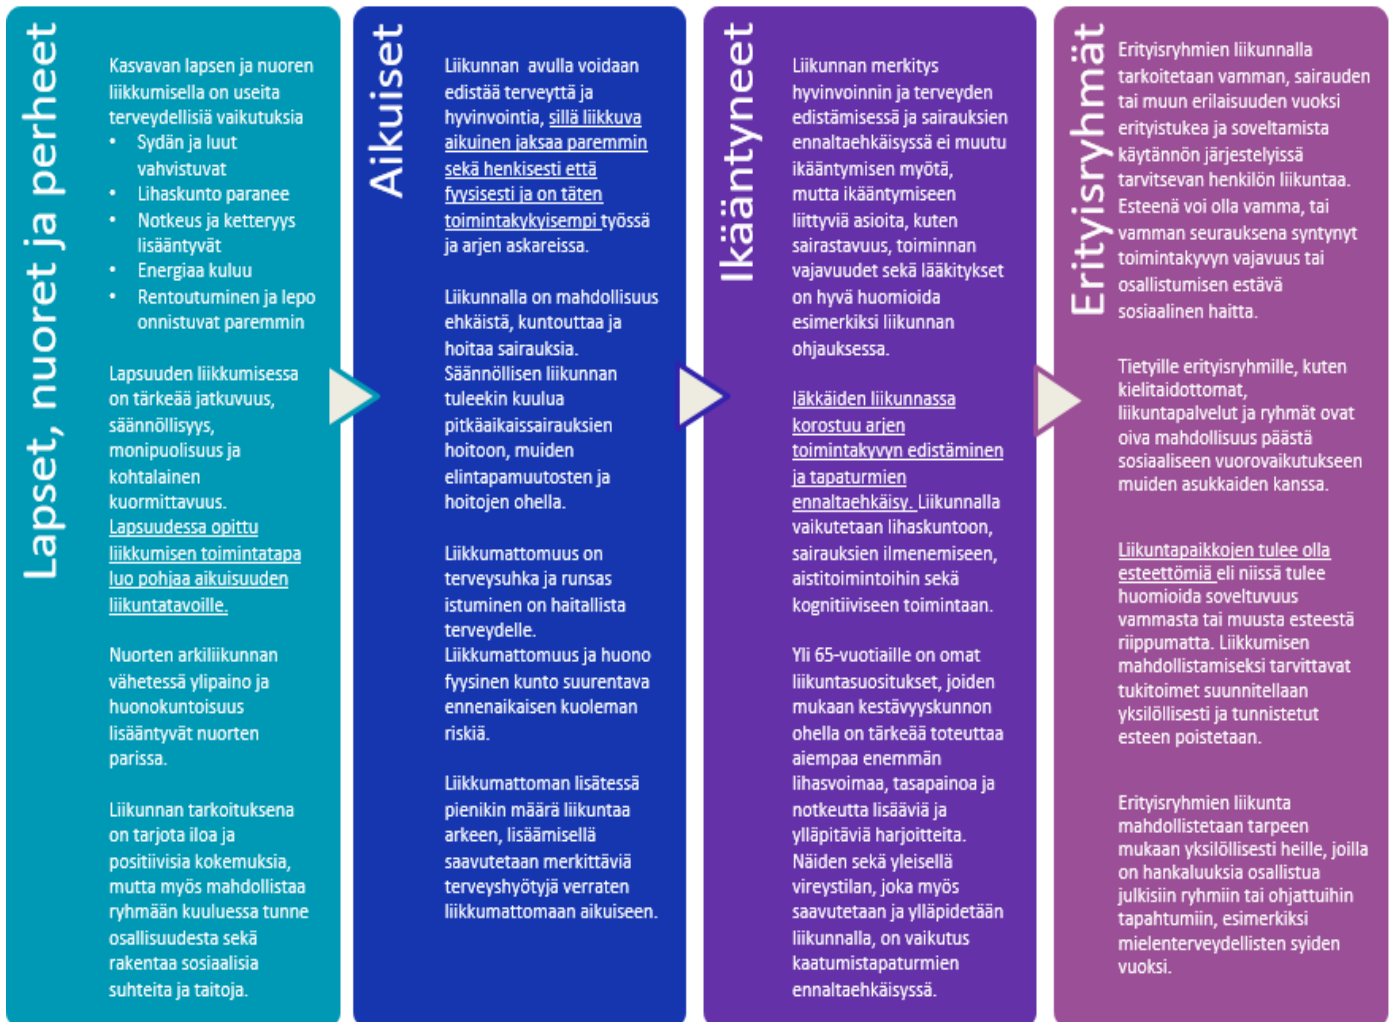 Lapset, nuoret ja perheet
Kasvavan lapsen ja nuoren
liikkumisella on useita
terveydellisiä vaikutuksia
• Sydän ja luut
vahvistuvat
• Lihaskunto paranee
• Notkeus ja ketteryys
lisääntyvät
• Energiaa kuluu
• Rentoutuminen ja lepo
onnistuvat paremmin
Lapsuuden liikkumisessa
on tärkeää jatkuvuus,
säännöllisyys,
monipuolisuus ja
kohtalainen
kuormittavuus.
Lapsuudessa opittu
liikkumisen toimintatapa
luo pohjaa aikuisuuden
liikuntatavoille.
Nuorten arkiliikunnan
vähetessä ylipaino ja
huonokuntoisuus
lisääntyvät nuorten
parissa.
Liikunnan tarkoituksena
on tarjota iloa ja
positiivisia kokemuksia,
mutta myös mahdollistaa
ryhmään kuuluessa tunne
osallisuudesta sekä
rakentaa sosiaalisia
suhteita ja taitoja.
Aikuiset
Liikunnan avulla voidaan
edistää terveyttä ja
hyvinvointia, sillä liikkuva
aikuinen jaksaa paremmin
sekä henkisesti että
fyysisesti ja on täten
toimintakykyisempi työssä
ja arjen askareissa.
Liikunnalla on mahdollisuus
ehkäistä, kuntouttaa ja
hoitaa sairauksia.
Säännöllisen liikunnan
tuleekin kuulua
pitkäaikaissairauksien
hoitoon, muiden
elintapamuutosten ja
hoitojen ohella.
Liikkumattomuus on
terveysuhka ja runsas
istuminen on haitallista
terveydelle.
Liikkumattomuus ja huono
fyysinen kunto suurentava
ennenaikaisen kuoleman
riskiä.
Liikkumattoman lisätessä
pienikin määrä liikuntaa
arkeen, lisäämisellä
saavutetaan merkittäviä
terveyshyötyjä verraten
liikkumattomaan aikuiseen.
Ikääntyneet
Liikunnan merkitys
hyvinvoinnin ja terveyden
edistämisessä ja sairauksien
ennaltaehkäisyssä ei muutu
ikääntymisen myötä,
mutta ikääntymiseen
liittyviä asioita, kuten
sairastavuus, toiminnan
vajavuudet sekä lääkitykset
on hyvä huomioida
esimerkiksi liikunnan
ohjauksessa.
Iäkkäiden liikunnassa
korostuu arjen
toimintakyvyn edistäminen
ja tapaturmien
ennaltaehkäisy. Liikunnalla
vaikutetaan lihaskuntoon,
sairauksien ilmenemiseen,
aistitoimintoihin sekä
kognitiiviseen toimintaan.
Yli 65-vuotiaille on omat
liikuntasuositukset, joiden
mukaan kestävyyskunnon
ohella on tärkeää toteuttaa
aiempaa enemmän
lihasvoimaa, tasapainoa ja
notkeutta lisääviä ja
ylläpitäviä harjoitteita.
Näiden sekä yleisellä
vireystilan, joka myös
saavutetaan ja ylläpidetään
liikunnalla, on vaikutus
kaatumistapaturmien
ennaltaehkäisyssä.
Erityisryhmät
Erityisryhmien liikunnalla
tarkoitetaan vamman, sairauden
tai muun erilaisuuden vuoksi
erityistukea ja soveltamista
käytännön järjestelyissä
tarvitsevan henkilön liikuntaa.
Esteenä voi olla vamma, tai
vamman seurauksena syntynyt
toimintakyvyn vajavuus tai
osallistumisen estävä
sosiaalinen haitta.
Tietyille erityisryhmille, kuten
kielitaidottomat,
liikuntapalvelut ja ryhmät ovat
oiva mahdollisuus päästä
sosiaaliseen vuorovaikutukseen
muiden asukkaiden kanssa.
Liikuntapaikkojen tulee olla
esteettömiä eli niissä tulee
huomioida soveltuvuus
vammasta tai muusta esteestä
riippumatta. Liikkumisen
mahdollistamiseksi tarvittavat
tukitoimet suunnitellaan
yksilöllisesti ja tunnistetut
esteen poistetaan.
Erityisryhmien liikunta
mahdollistetaan tarpeen
mukaan yksilöllisesti heille, joilla
on hankaluuksia osallistua
julkisiin ryhmiin tai ohjattuihin
tapahtumiin, esimerkiksi
mielenterveydellisten syiden
vuoksi.